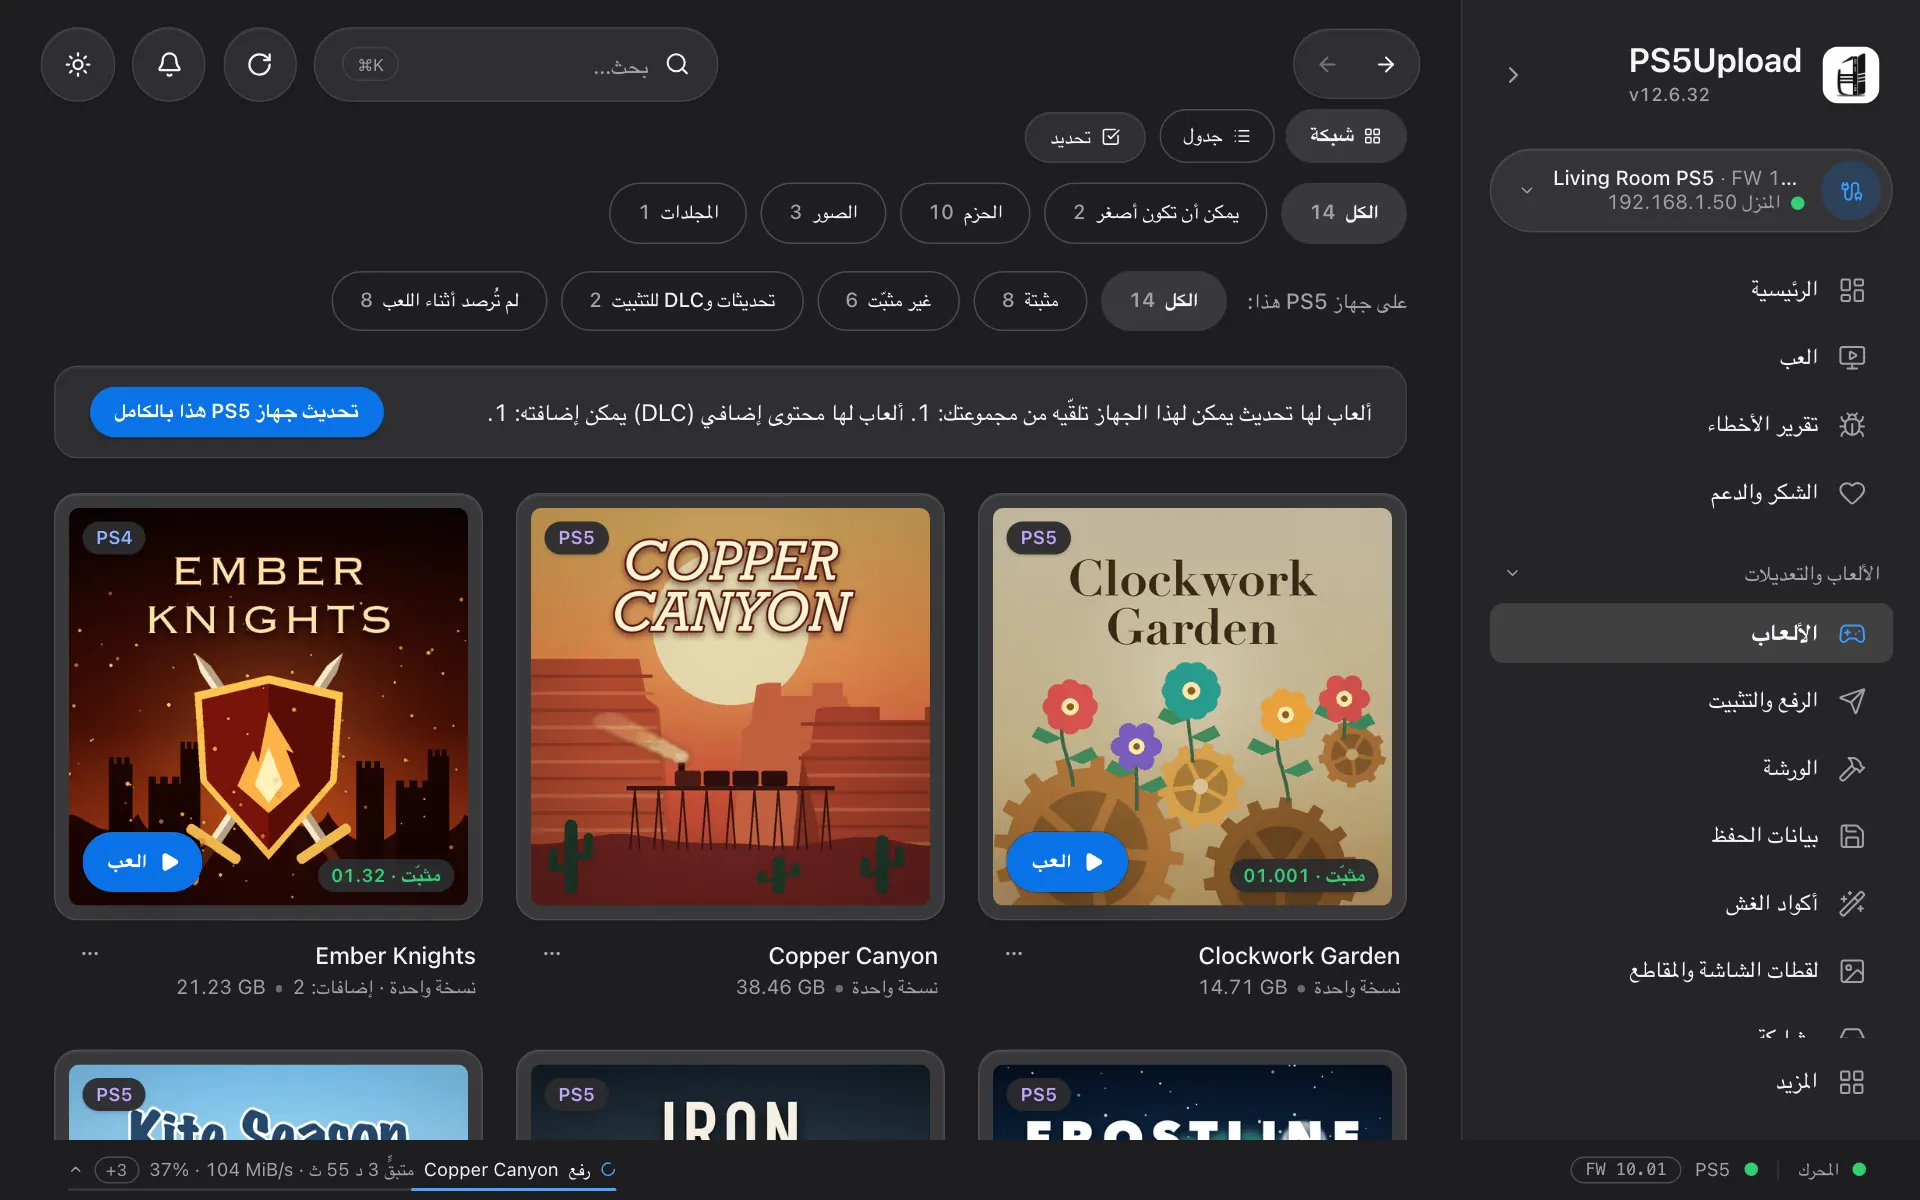 PS5Upload
v12.6.32
Living Room PS5 · FW 1...
المنزل 192.168.1.50
الرئيسية
العب
تقرير الأخطاء
الشكر والدعم
الألعاب والتعديلات
الألعاب
الرفع والتثبيت
الورشة
بيانات الحفظ
أكواد الغش
لقطات الشاشة والمقاطع
المزيد
بحث...
⌘K
شبكة
جدول
تحديد
الكل 14
يمكن أن تكون أصغر 2
الحزم 10
الصور 3
المجلدات 1
على جهاز PS5 هذا:
الكل 14
مثبتة 8
غير مثبّت 6
تحديثات وDLC للتثبيت 2
لم تُرصد أثناء اللعب 8
ألعاب لها تحديث يمكن لهذا الجهاز تلقّيه من مجموعتك: 1. ألعاب لها محتوى إضافي (DLC) يمكن إضافته: 1.
تحديث جهاز PS5 هذا بالكامل
PS5
Clockwork
Garden
العب
مثبّت · 01.001
Clockwork Garden
نسخة واحدة • 14.71 GB
PS5
COPPER
CANYON
Copper Canyon
نسخة واحدة • 38.46 GB
PS4
EMBER
KNIGHTS
العب
مثبّت · 01.32
Ember Knights
نسخة واحدة · إضافات: 2 • 21.23 GB
PS5
FROSTLINE
PS5
IRON
PS5
Kite Season
المحرك
PS5
FW 10.01
رفع Copper Canyon
37% · 104 MiB/s · متبقٍّ 3 د 55 ث
+3